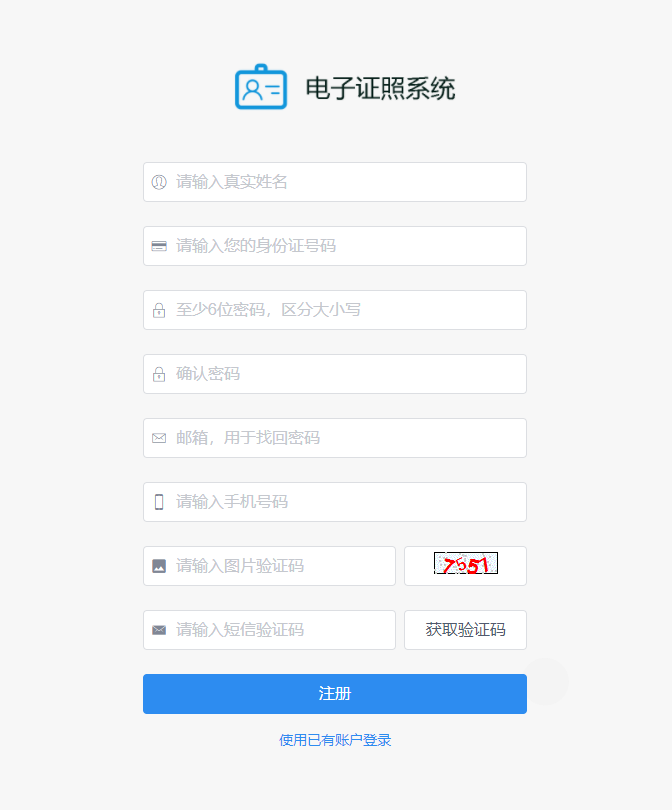 电子证照系统
请输入真实姓名
请输入您的身份证号码
至少6位密码，区分大小写
确认密码
邮箱，用于找回密码
请输入手机号码
请输入图片验证码
7551
请输入短信验证码
获取验证码
注册
使用已有账户登录